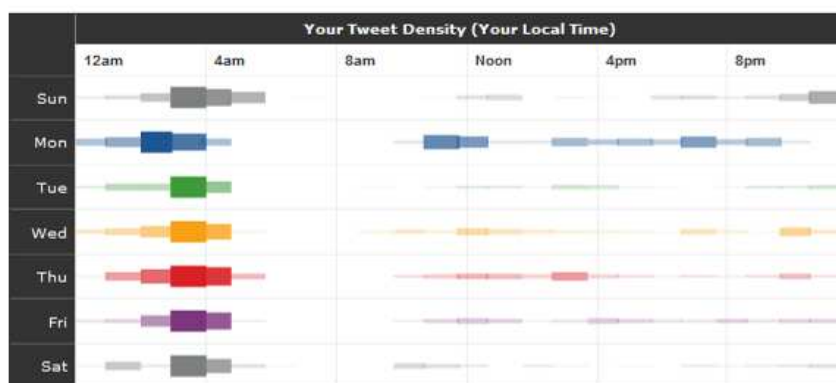 Your Tweet Density (Your Local Time)
12am 4am 8am Noon 4pm 8pm
Sun
Mon
Tue
Wed
Thu
Fri
Sat